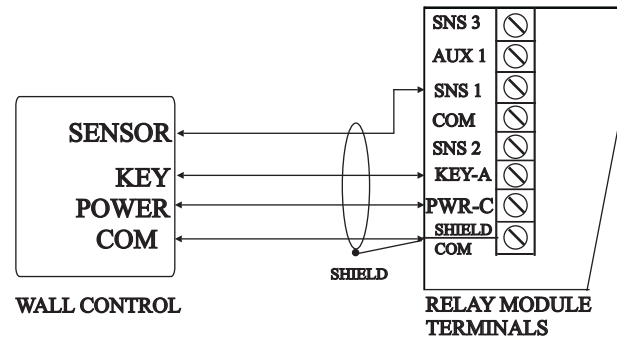 SENSOR
KEY
POWER
COM
WALL CONTROL
SHIELD
SNS 3
AUX 1
SNS 1
COM
SNS 2
KEY-A
PWR-C
SHIELD
COM
RELAY MODULE
TERMINALS